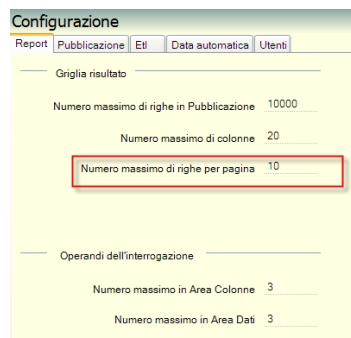 Configurazione
Report Pubblicazione Etl Data automatica Utenti
Griglia risultato
Numero massimo di righe in Pubblicazione 10000
Numero massimo di colonne 20
Numero massimo di righe per pagina 10
Operandi dell'interrogazione
Numero massimo in Area Colonne 3
Numero massimo in Area Dati 3